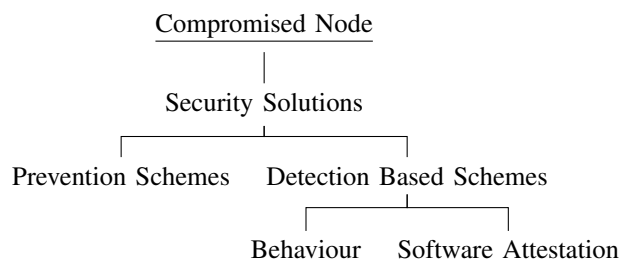 Compromised Node
Security Solutions
Prevention Schemes Detection Based Schemes
Behaviour Software Attestation